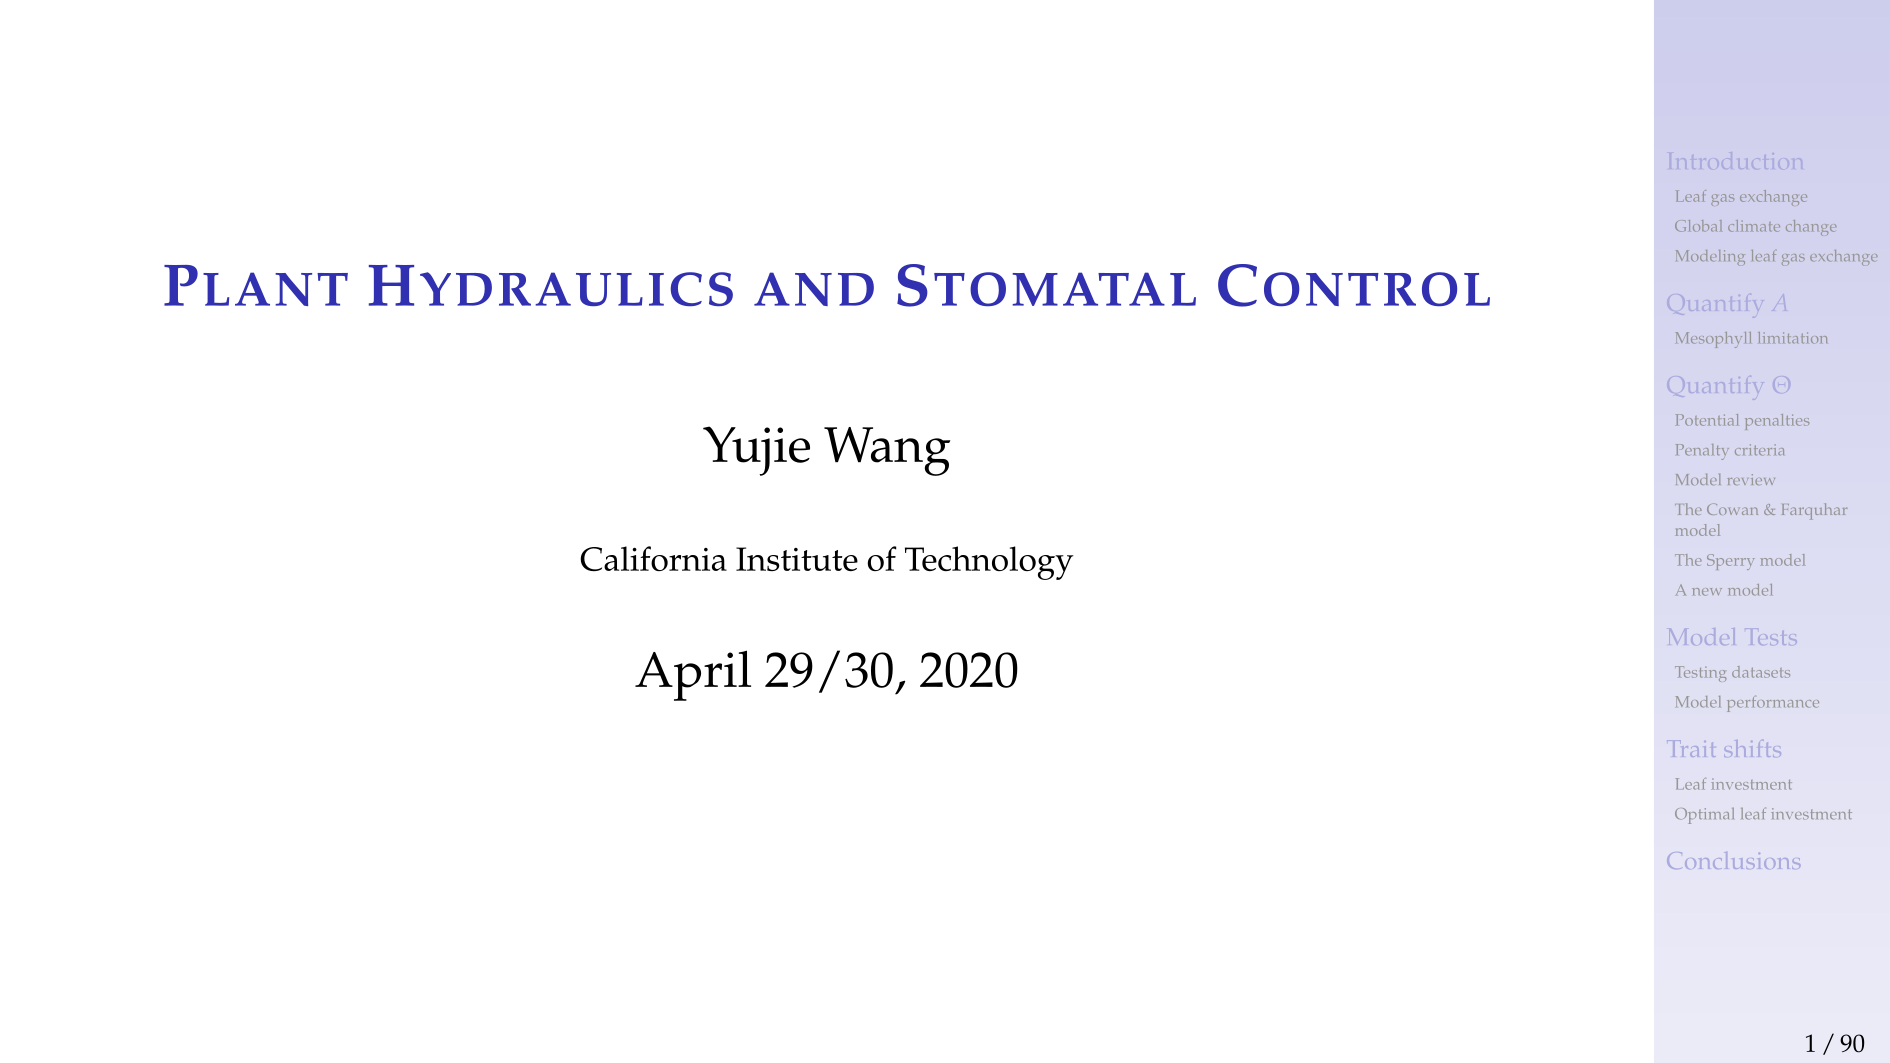 PLANT HYDRAULICS AND STOMATAL CONTROL
Yujie Wang
California Institute of Technology
April 29/30, 2020
Introduction
Leaf gas exchange
Global climate change
Modeling leaf gas exchange
Quantify A
Mesophyll limitation
Quantify Θ
Potential penalties
Penalty criteria
Model review
The Cowan & Farquhar
model
The Sperry model
A new model
Model Tests
Testing datasets
Model performance
Trait shifts
Leaf investment
Optimal leaf investment
Conclusions
1 / 90